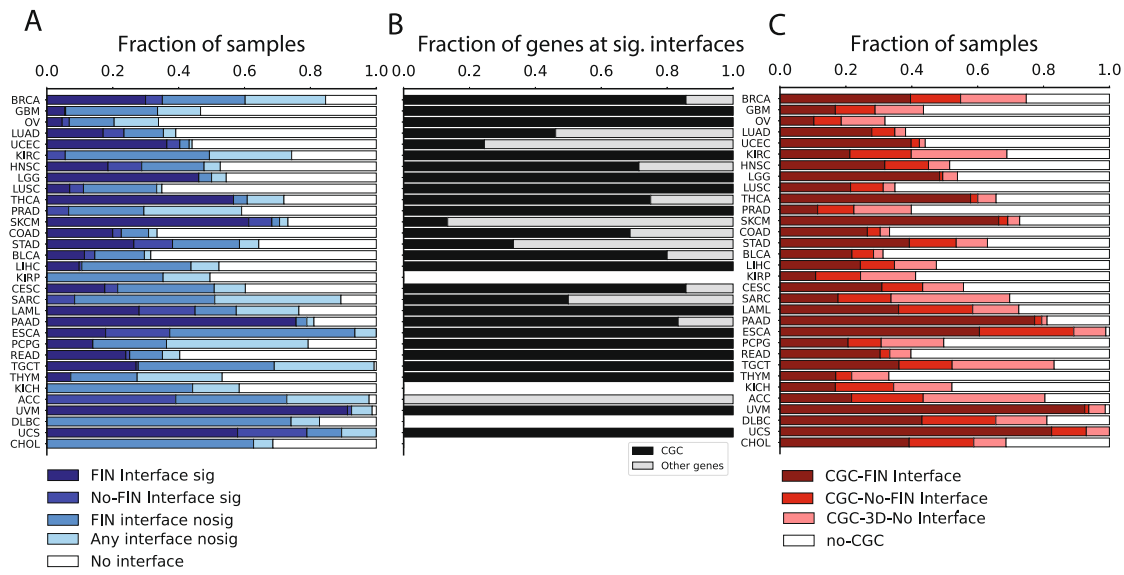 A
Fraction of samples
0.0 0.2 0.4 0.6 0.8 1.0
BRCA
GBM
OV
LUAD
UCEC
KIRC
HNSC
LGG
LUSC
THCA
PRAD
SKCM
COAD
STAD
BLCA
LIHC
KIRP
CESC
SARC
LAML
PAAD
ESCA
PCPG
READ
TGCT
THYM
KICH
ACC
UVM
DLBC
UCS
CHOL
FIN Interface sig
No-FIN Interface sig
FIN interface nosig
Any interface nosig
No interface
B
Fraction of genes at sig. interfaces
0.0 0.2 0.4 0.6 0.8 1.0
CGC
Other genes
C
Fraction of samples
0.0 0.2 0.4 0.6 0.8 1.0
BRCA
GBM
OV
LUAD
UCEC
KIRC
HNSC
LGG
LUSC
THCA
PRAD
SKCM
COAD
STAD
BLCA
LIHC
KIRP
CESC
SARC
LAML
PAAD
ESCA
PCPG
READ
TGCT
THYM
KICH
ACC
UVM
DLBC
UCS
CHOL
CGC-FIN Interface
CGC-No-FIN Interface
CGC-3D-No Interface
no-CGC